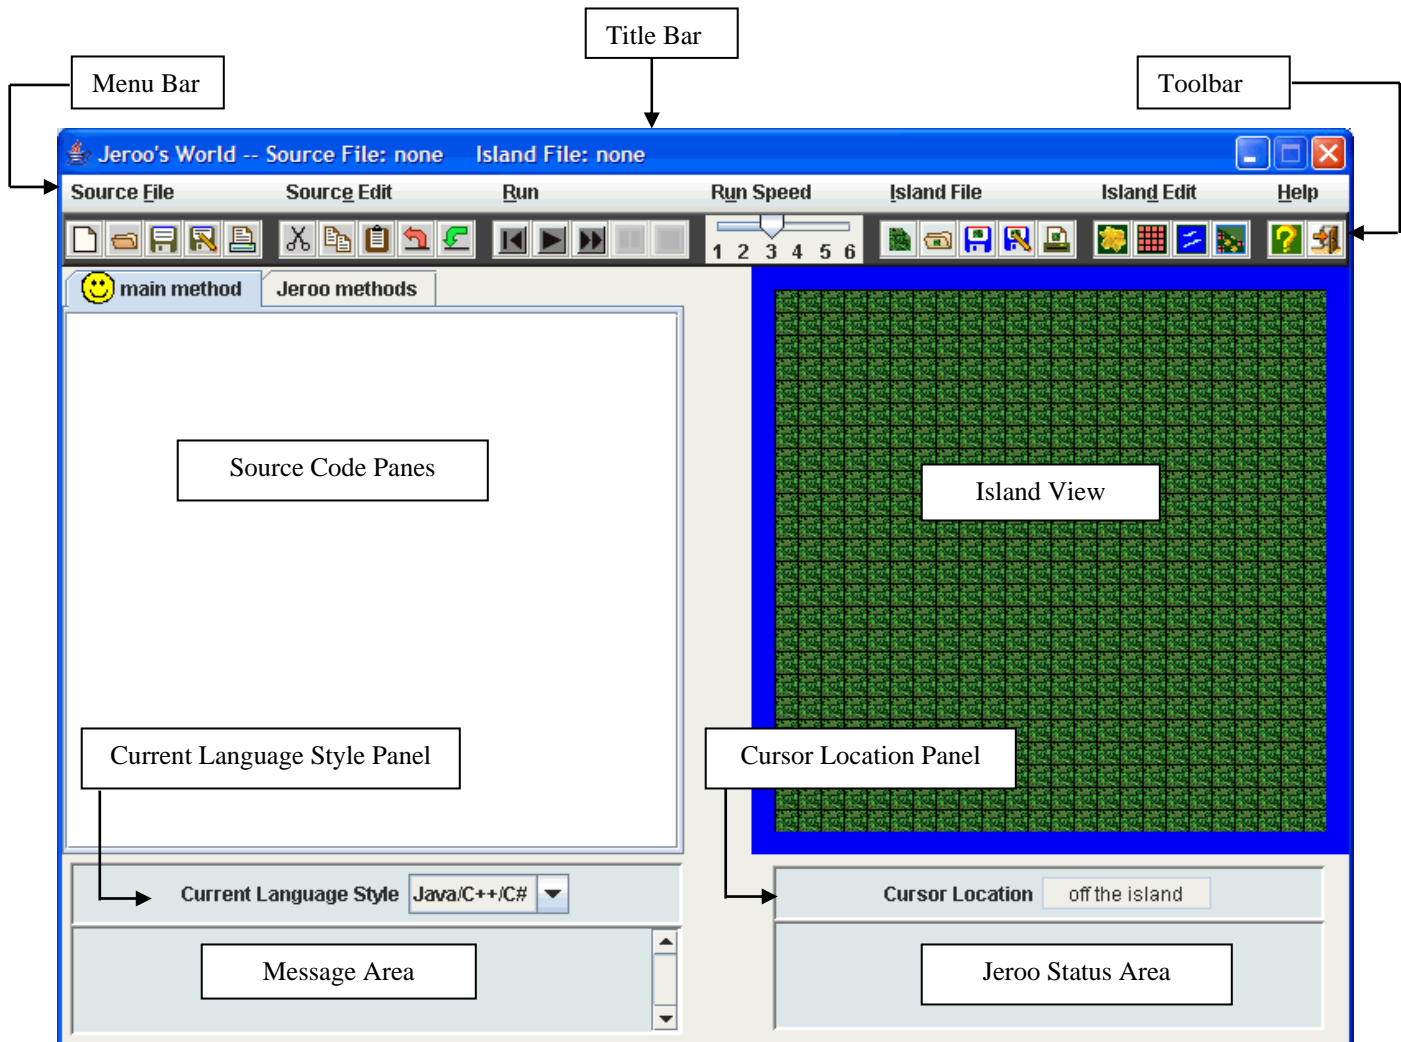 Title Bar
Menu Bar
Toolbar
Jeroo's World -- Source File: none Island File: none
Source File Source Edit Run Run Speed Island File Island Edit Help
1 2 3 4 5 6
main method Jeroo methods
Source Code Panes
Island View
Current Language Style Panel
Cursor Location Panel
Current Language Style Java/C++/C#
Cursor Location off the island
Message Area
Jeroo Status Area